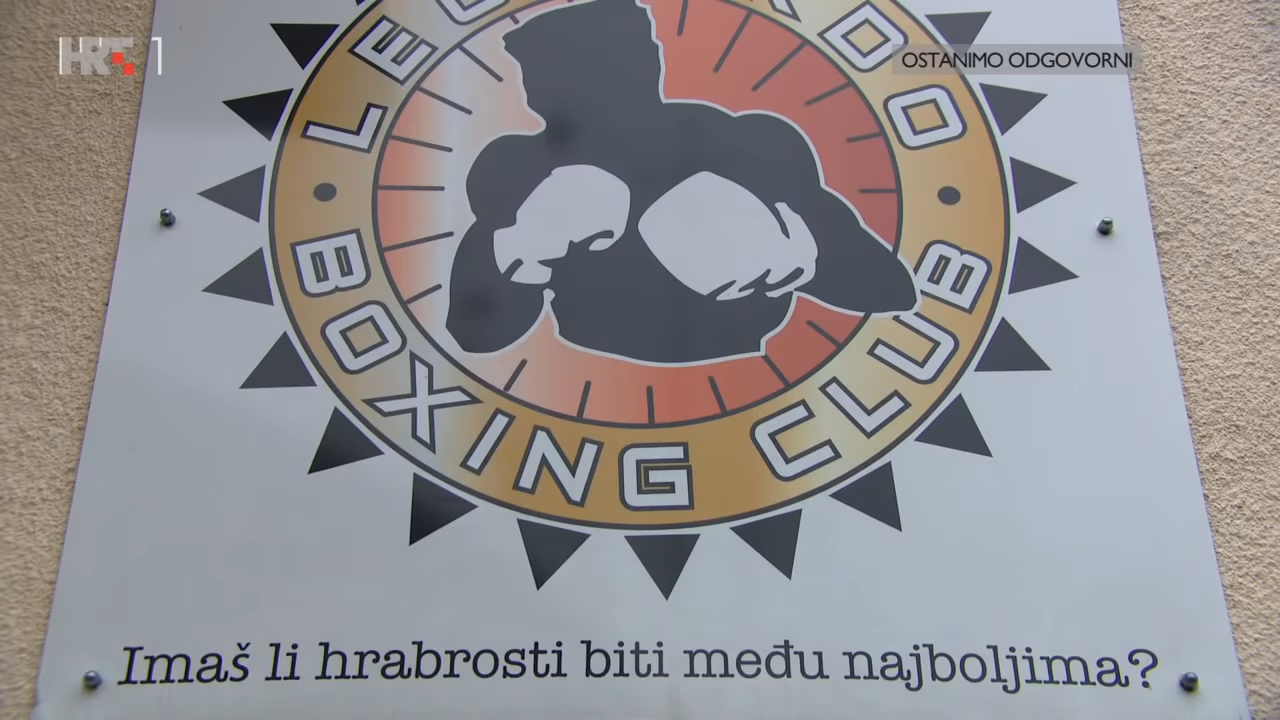 HRT 1
OSTANIMO ODGOVORNI
BOXING CLUB
Imaš li hrabrosti biti među najboljima?